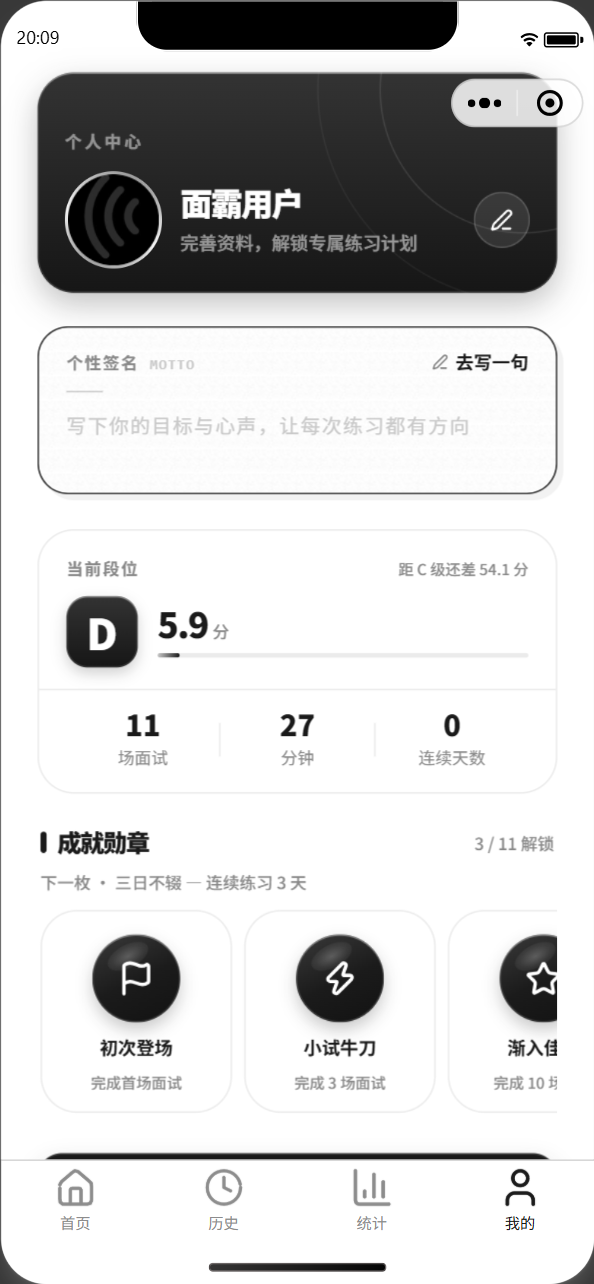 20:09
个人中心
面霸用户
完善资料，解锁专属练习计划
个性签名 MOTTO 去写一句
写下你的目标与心声，让每次练习都有方向
当前段位 距 C 级还差 54.1 分
D 5.9 分
11 27 0
场面试 分钟 连续天数
成就勋章 3 / 11 解锁
下一枚 · 三日不辍 — 连续练习 3 天
初次登场 小试牛刀 渐入佳
完成首场面试 完成 3 场面试 完成 10 场
首页 历史 统计 我的